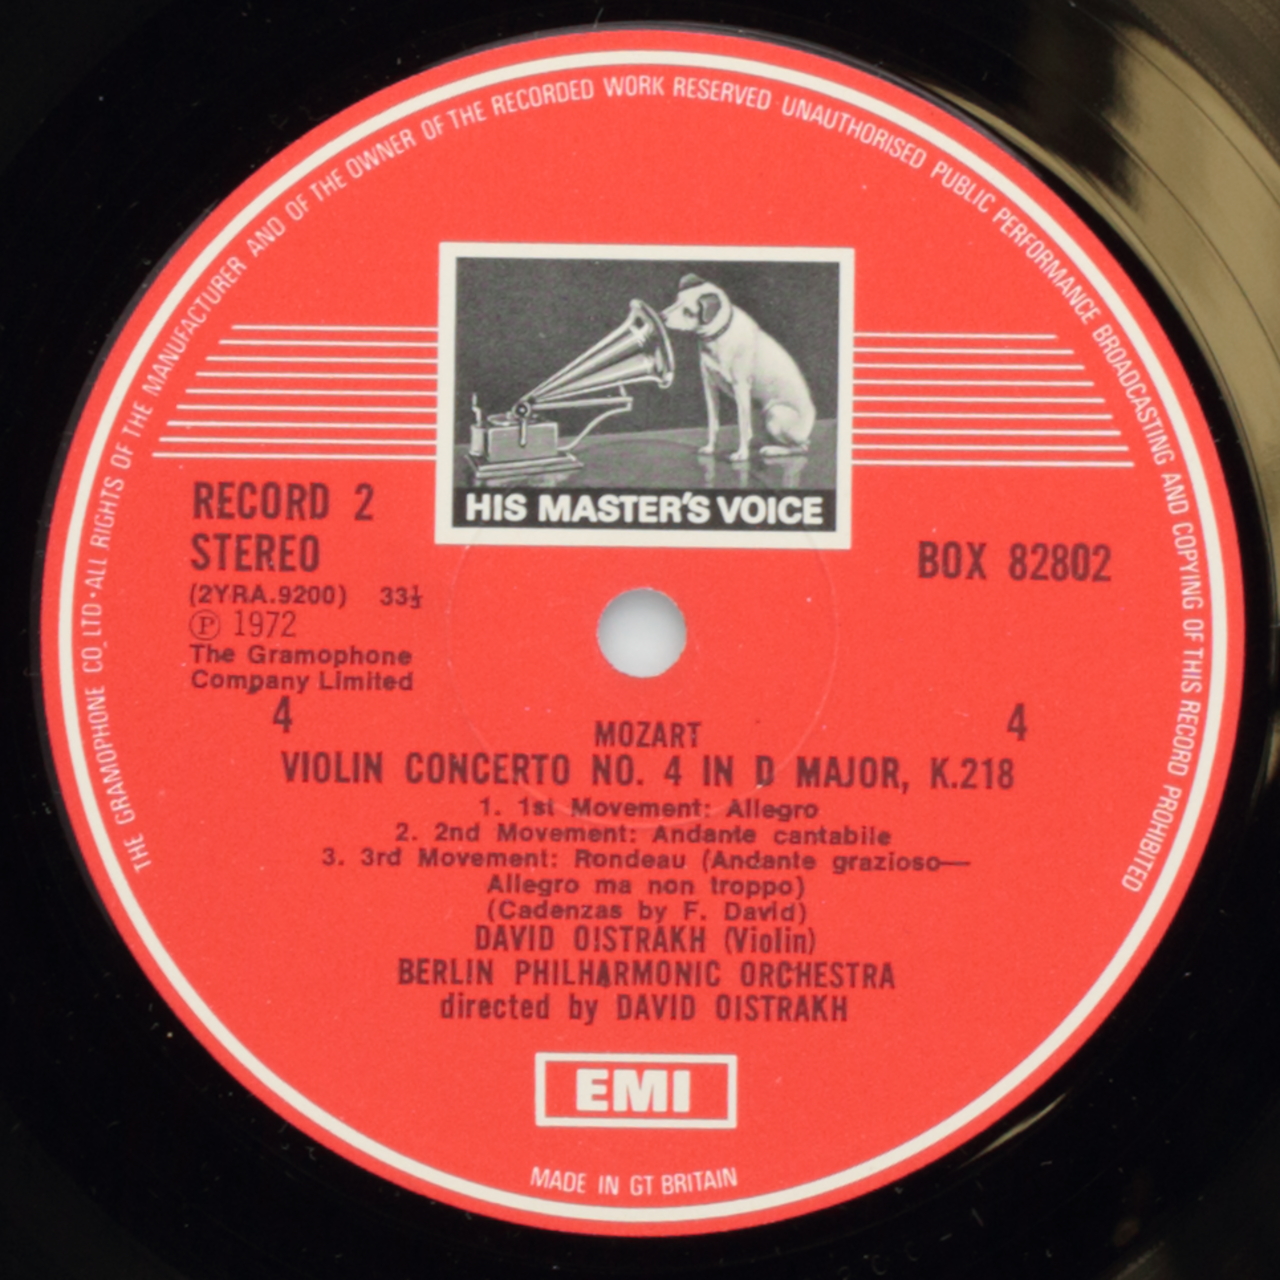 THE GRAMOPHONE CO. LTD · ALL RIGHTS OF THE MANUFACTURER AND OF THE OWNER OF THE RECORDED WORK RESERVED UNAUTHORISED PUBLIC PERFORMANCE BROADCASTING AND COPYING OF THIS RECORD PROHIBITED
HIS MASTER'S VOICE
RECORD 2
STEREO
BOX 82802
(2YRA.9200) 33⅓
℗ 1972
The Gramophone
Company Limited
4 4
MOZART
VIOLIN CONCERTO NO. 4 IN D MAJOR, K.218
1. 1st Movement: Allegro
2. 2nd Movement: Andante cantabile
3. 3rd Movement: Rondeau (Andante grazioso—
Allegro ma non troppo)
(Cadenzas by F. David)
DAVID OISTRAKH (Violin)
BERLIN PHILHARMONIC ORCHESTRA
directed by DAVID OISTRAKH
EMI
MADE IN GT BRITAIN